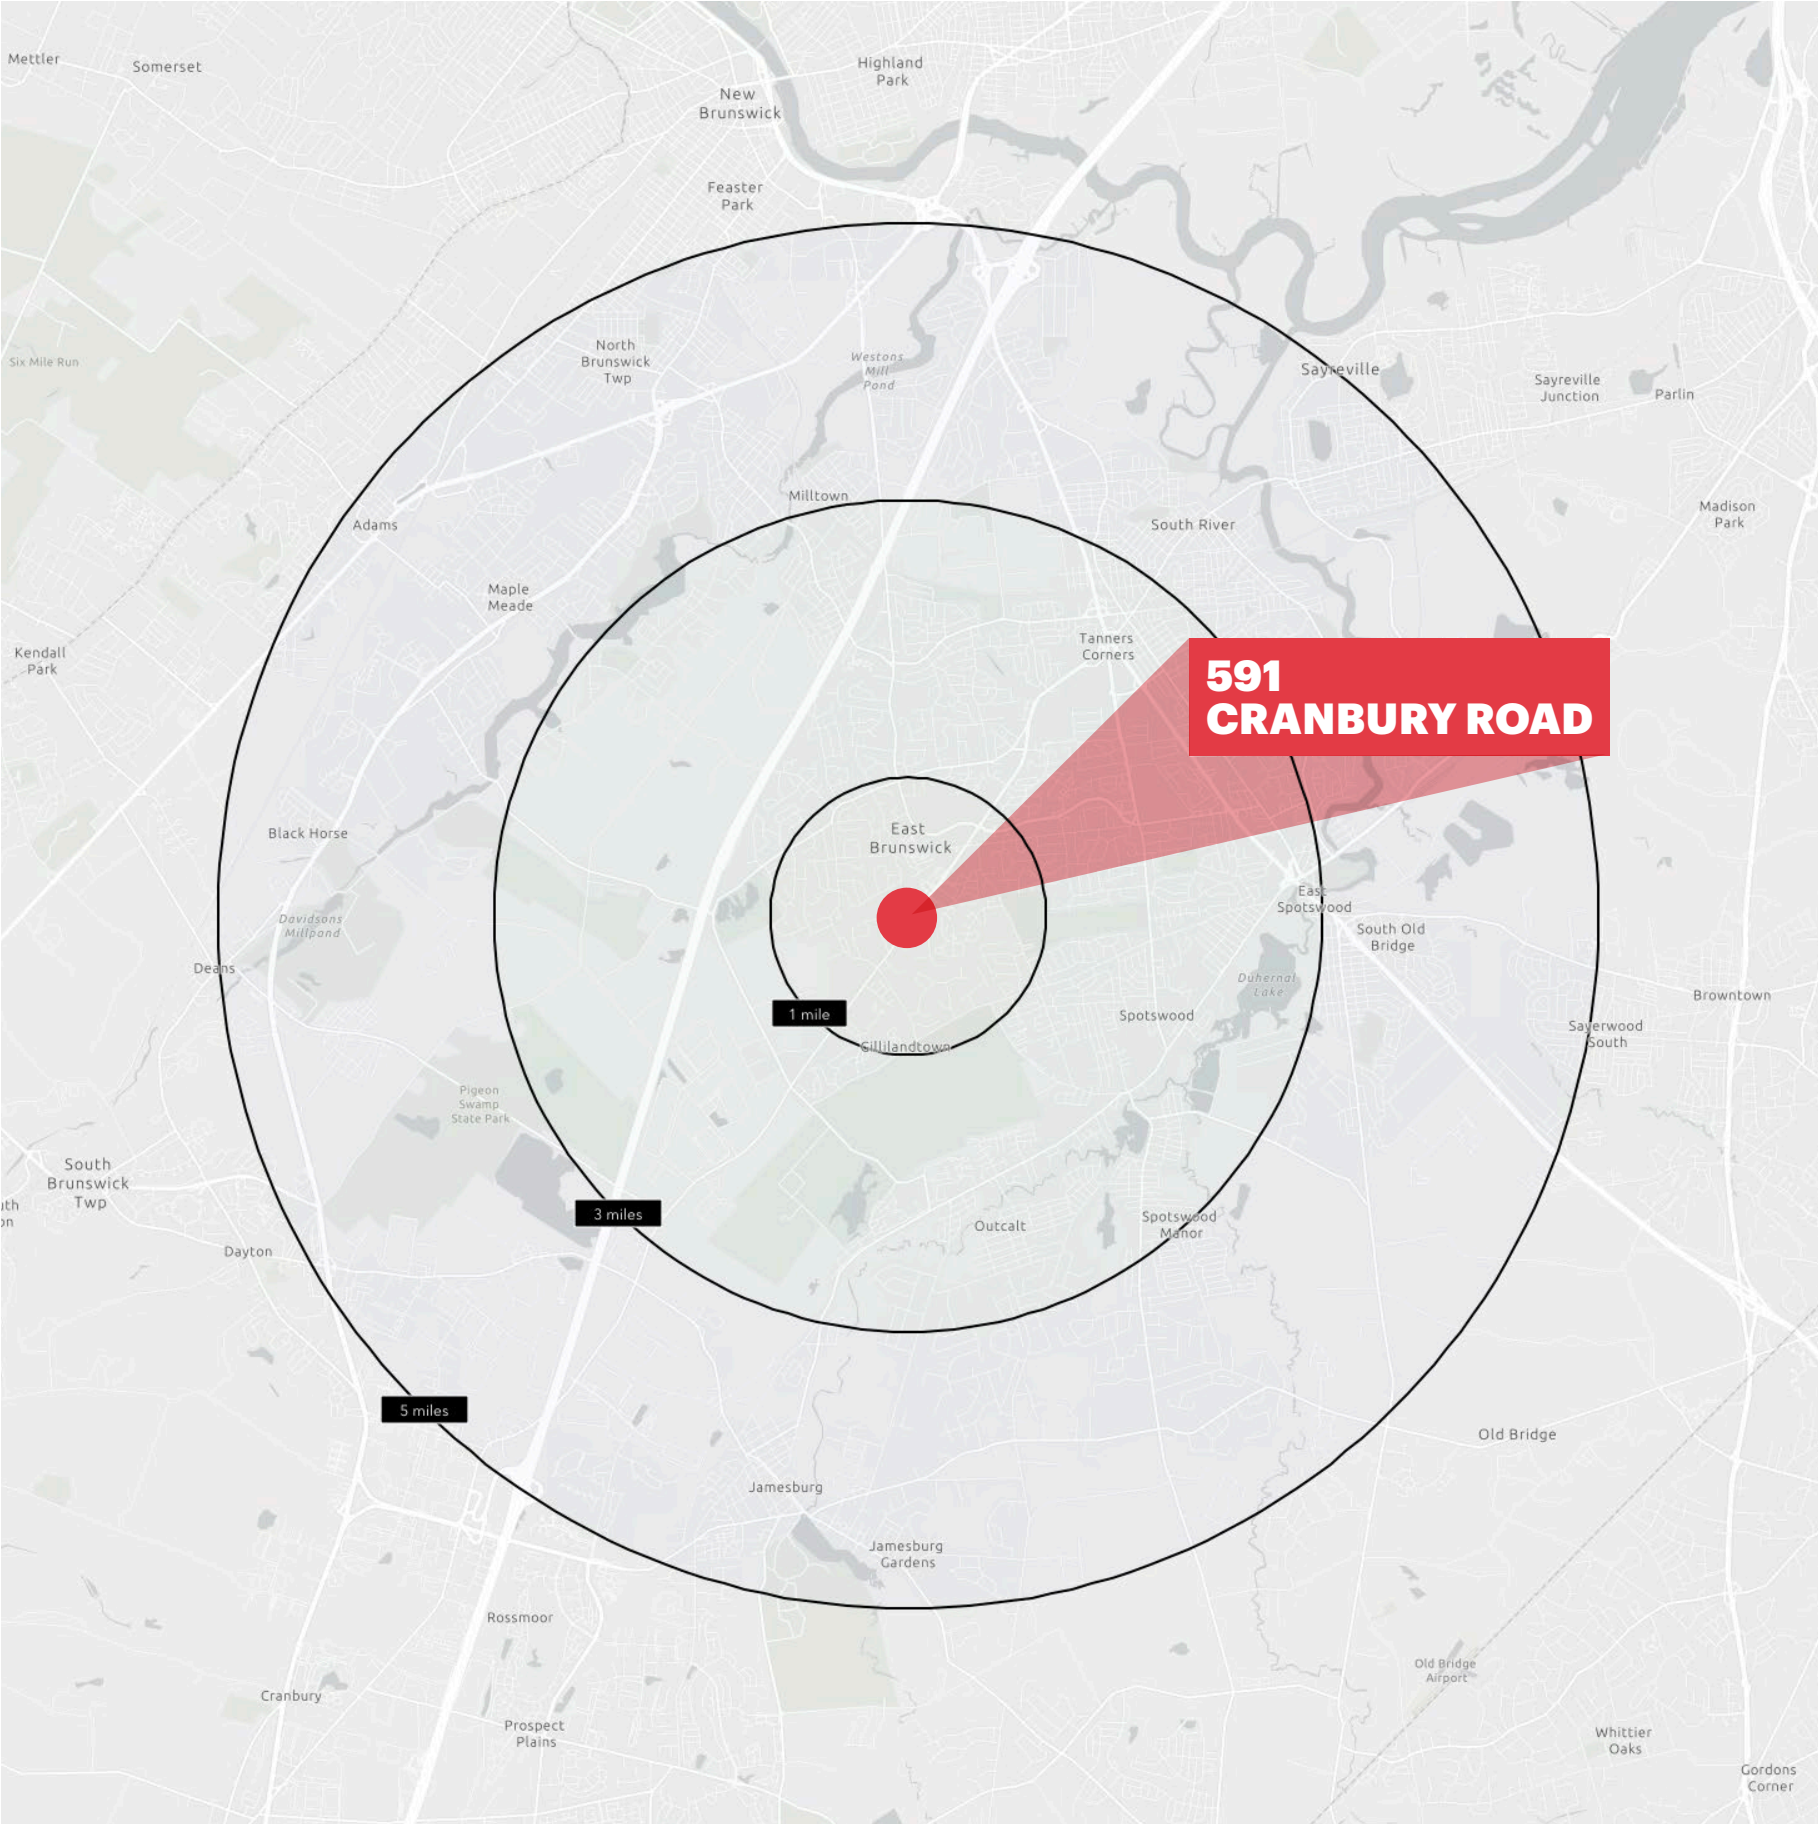 Mettler
Somerset
Highland
Park
New
Brunswick
Feaster
Park
Six Mile Run
North
Brunswick
Twp
Westons
Mill
Pond
Sayreville
Sayreville
Junction
Parlin
Milltown
Adams
South River
Madison
Park
Maple
Meade
Kendall
Park
Tanners
Corners
591
CRANBURY ROAD
Black Horse
East
Brunswick
East
Spotswood
Davidsons
Millpond
South Old
Bridge
Deans
Duhernal
Lake
Browntown
1 mile
Spotswood
Sayerwood
South
Gillilandtown
Pigeon
Swamp
State Park
South
Brunswick
Twp
3 miles
Outcalt
Spotswood
Manor
Dayton
5 miles
Old Bridge
Jamesburg
Jamesburg
Gardens
Rossmoor
Old Bridge
Airport
Cranbury
Prospect
Plains
Whittier
Oaks
Gordons
Corner